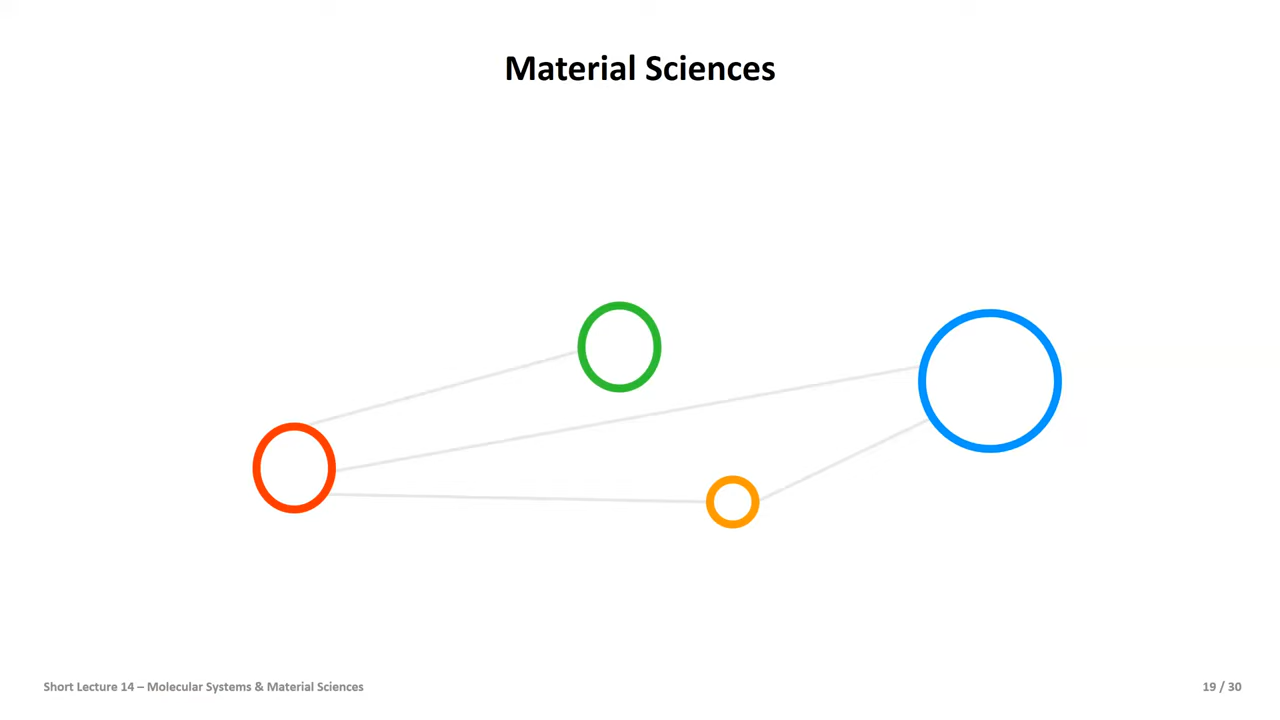 Material Sciences
Short Lecture 14 – Molecular Systems & Material Sciences
19 / 30